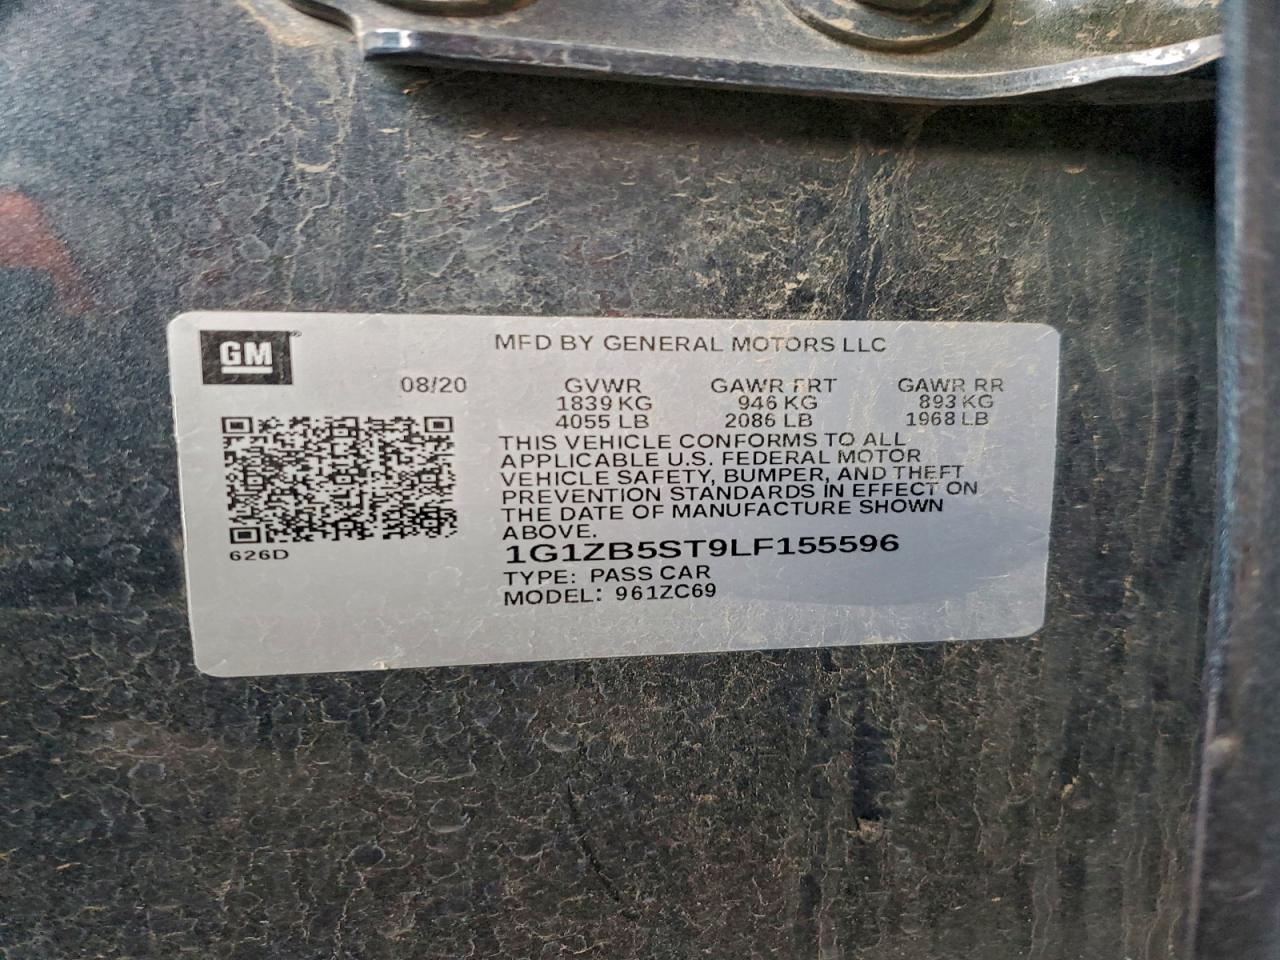 GM
MFD BY GENERAL MOTORS LLC
08/20 GVWR GAWR FRT GAWR RR
1839 KG 946 KG 893 KG
4055 LB 2086 LB 1968 LB
THIS VEHICLE CONFORMS TO ALL
APPLICABLE U.S. FEDERAL MOTOR
VEHICLE SAFETY, BUMPER, AND THEFT
PREVENTION STANDARDS IN EFFECT ON
THE DATE OF MANUFACTURE SHOWN
ABOVE.
626D
1G1ZB5ST9LF155596
TYPE: PASS CAR
MODEL: 961ZC69